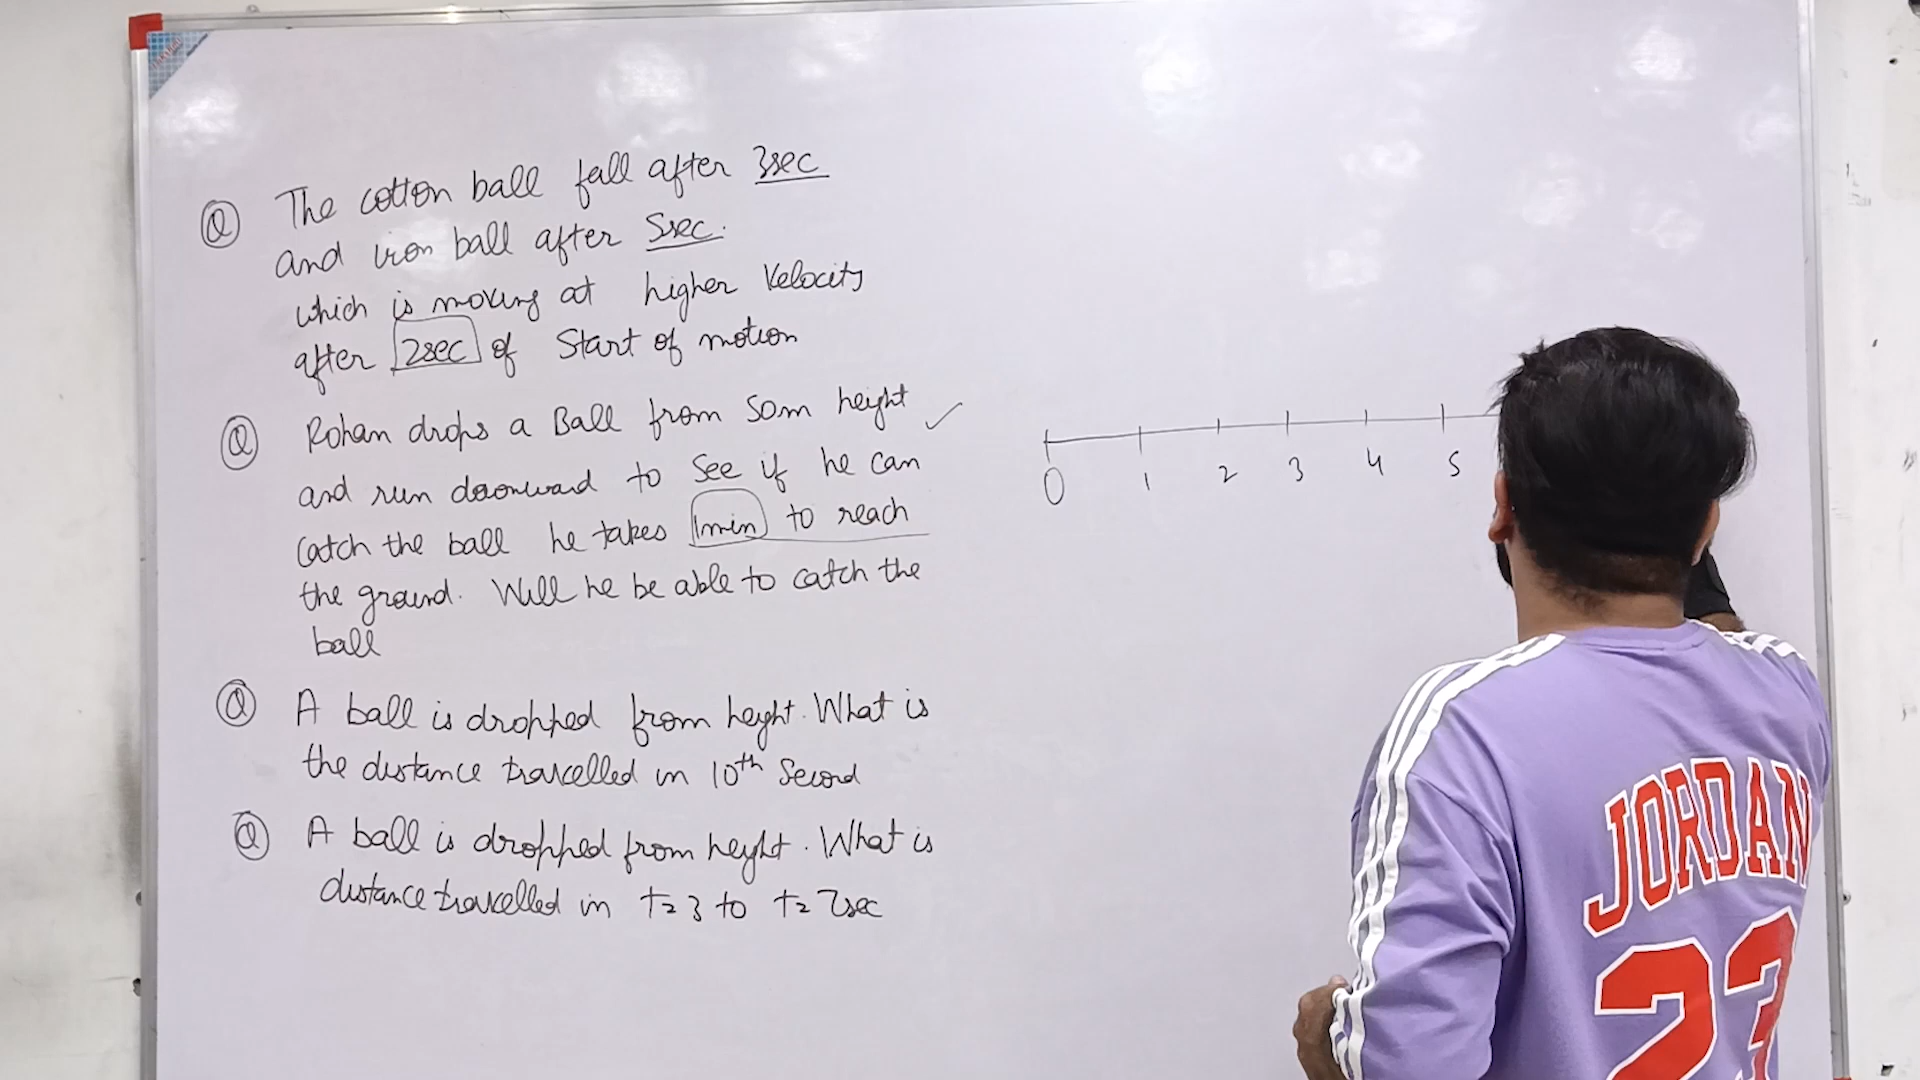 Q The cotton ball fall after 3sec
and iron ball after 5sec.
which is moving at higher Velocity
after 2sec of Start of motion
Q Rohan drops a Ball from 50m height
and run downward to See if he can
catch the ball he takes 1min to reach
the ground. Will he be able to catch the
ball
Q A ball is dropped from height. What is
the distance travelled in 10th Second
Q A ball is dropped from height. What is
distance travelled in t=3 to t=7sec
0 1 2 3 4 5
JORDAN
23